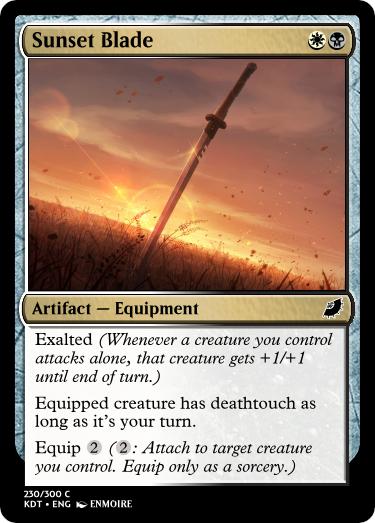 Sunset Blade
Artifact — Equipment
Exalted (Whenever a creature you control
attacks alone, that creature gets +1/+1
until end of turn.)
Equipped creature has deathtouch as
long as it's your turn.
Equip 2 (2: Attach to target creature
you control. Equip only as a sorcery.)
230/300 C
KDT • ENG ENMOIRE